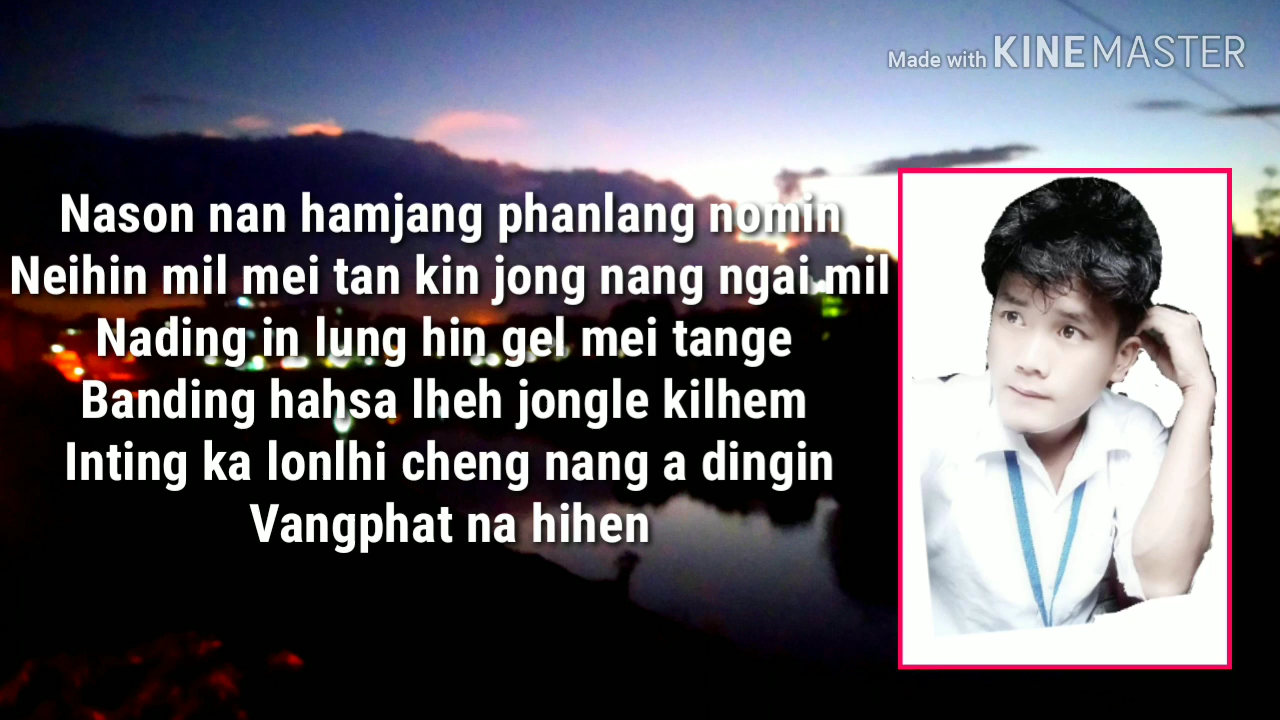 Made with KINEMASTER
Nason nan hamjang phanlang nomin
Neihin mil mei tan kin jong nang ngai mil
Nading in lung hin gel mei tange
Banding hahsa lheh jongle kilhem
Inting ka lonlhi cheng nang a dingin
Vangphat na hihen